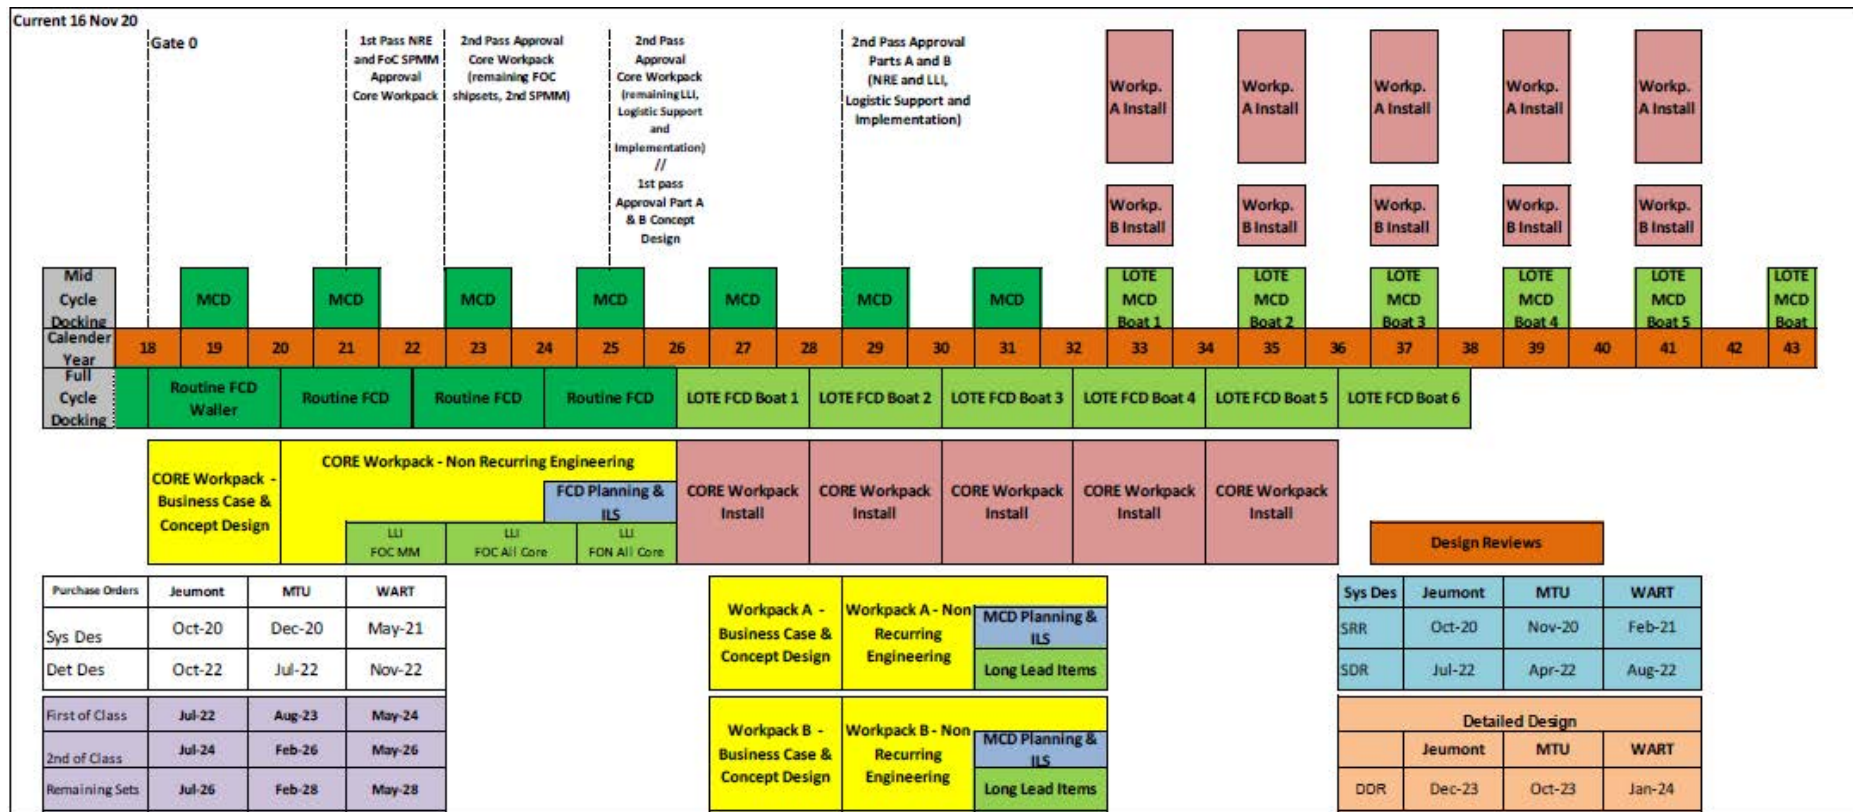 Current 16 Nov 20
Gate 0
1st Pass NRE
and FoC SPMM
Approval
Core Workpack
2nd Pass Approval
Core Workpack
(remaining FOC
shipsets, 2nd SPMM)
2nd Pass
Approval
Core Workpack
(remaining LLI,
Logistic Support
and
Implementation)
//
1st pass
Approval Part A
& B Concept
Design
2nd Pass Approval
Parts A and B
(NRE and LLI,
Logistic Support and
Implementation)
Workp.
A Install
Workp.
A Install
Workp.
A Install
Workp.
A Install
Workp.
A Install
Workp.
B Install
Workp.
B Install
Workp.
B Install
Workp.
B Install
Workp.
B Install
Mid
Cycle
Docking
MCD
MCD
MCD
MCD
MCD
MCD
MCD
LOTE
MCD
Boat 1
LOTE
MCD
Boat 2
LOTE
MCD
Boat 3
LOTE
MCD
Boat 4
LOTE
MCD
Boat 5
LOTE
MCD
Boat
Calender
Year
18 19 20 21 22 23 24 25 26 27 28 29 30 31 32 33 34 35 36 37 38 39 40 41 42 43
Full
Cycle
Docking
Routine FCD
Waller
Routine FCD
Routine FCD
Routine FCD
LOTE FCD Boat 1
LOTE FCD Boat 2
LOTE FCD Boat 3
LOTE FCD Boat 4
LOTE FCD Boat 5
LOTE FCD Boat 6
CORE Workpack -
Business Case &
Concept Design
CORE Workpack - Non Recurring Engineering
FCD Planning &
ILS
LLI
FOC MM
LLI
FOC All Core
LLI
FON All Core
CORE Workpack
Install
CORE Workpack
Install
CORE Workpack
Install
CORE Workpack
Install
CORE Workpack
Install
Design Reviews
Purchase Orders Jeumont MTU WART
Sys Des Oct-20 Dec-20 May-21
Det Des Oct-22 Jul-22 Nov-22
First of Class Jul-22 Aug-23 May-24
2nd of Class Jul-24 Feb-26 May-26
Remaining Sets Jul-26 Feb-28 May-28
Workpack A -
Business Case &
Concept Design
Workpack A - Non
Recurring
Engineering
MCD Planning &
ILS
Long Lead Items
Workpack B -
Business Case &
Concept Design
Workpack B - Non
Recurring
Engineering
MCD Planning &
ILS
Long Lead Items
Sys Des Jeumont MTU WART
SRR Oct-20 Nov-20 Feb-21
SDR Jul-22 Apr-22 Aug-22
Detailed Design
Jeumont MTU WART
DDR Dec-23 Oct-23 Jan-24